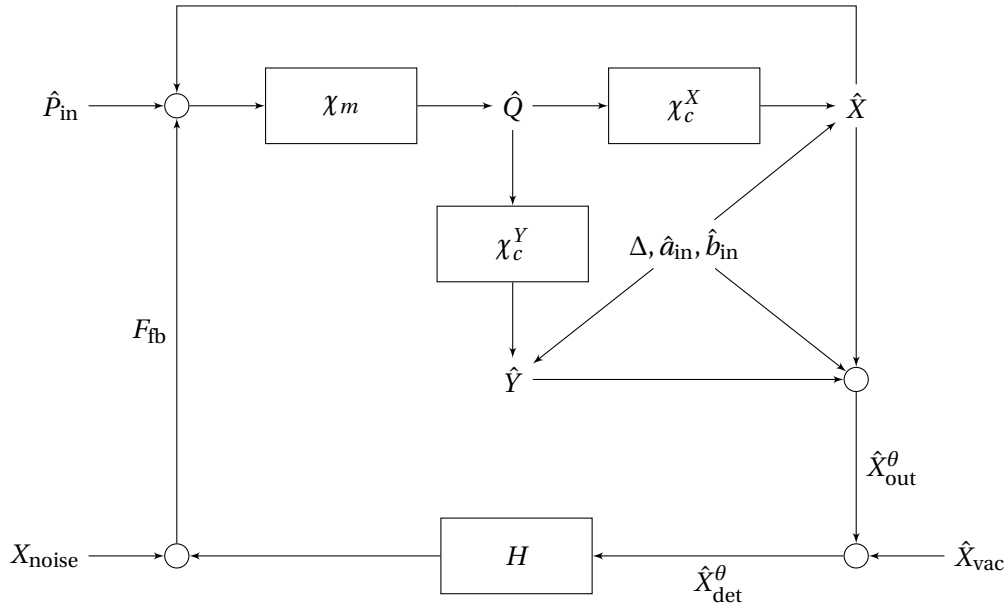 P̂_in
χ_m
Q̂
χ_c^X
X̂
χ_c^Y
Δ, â_in, b̂_in
F_fb
Ŷ
X̂_out^θ
X_noise
H
X̂_det^θ
X̂_vac